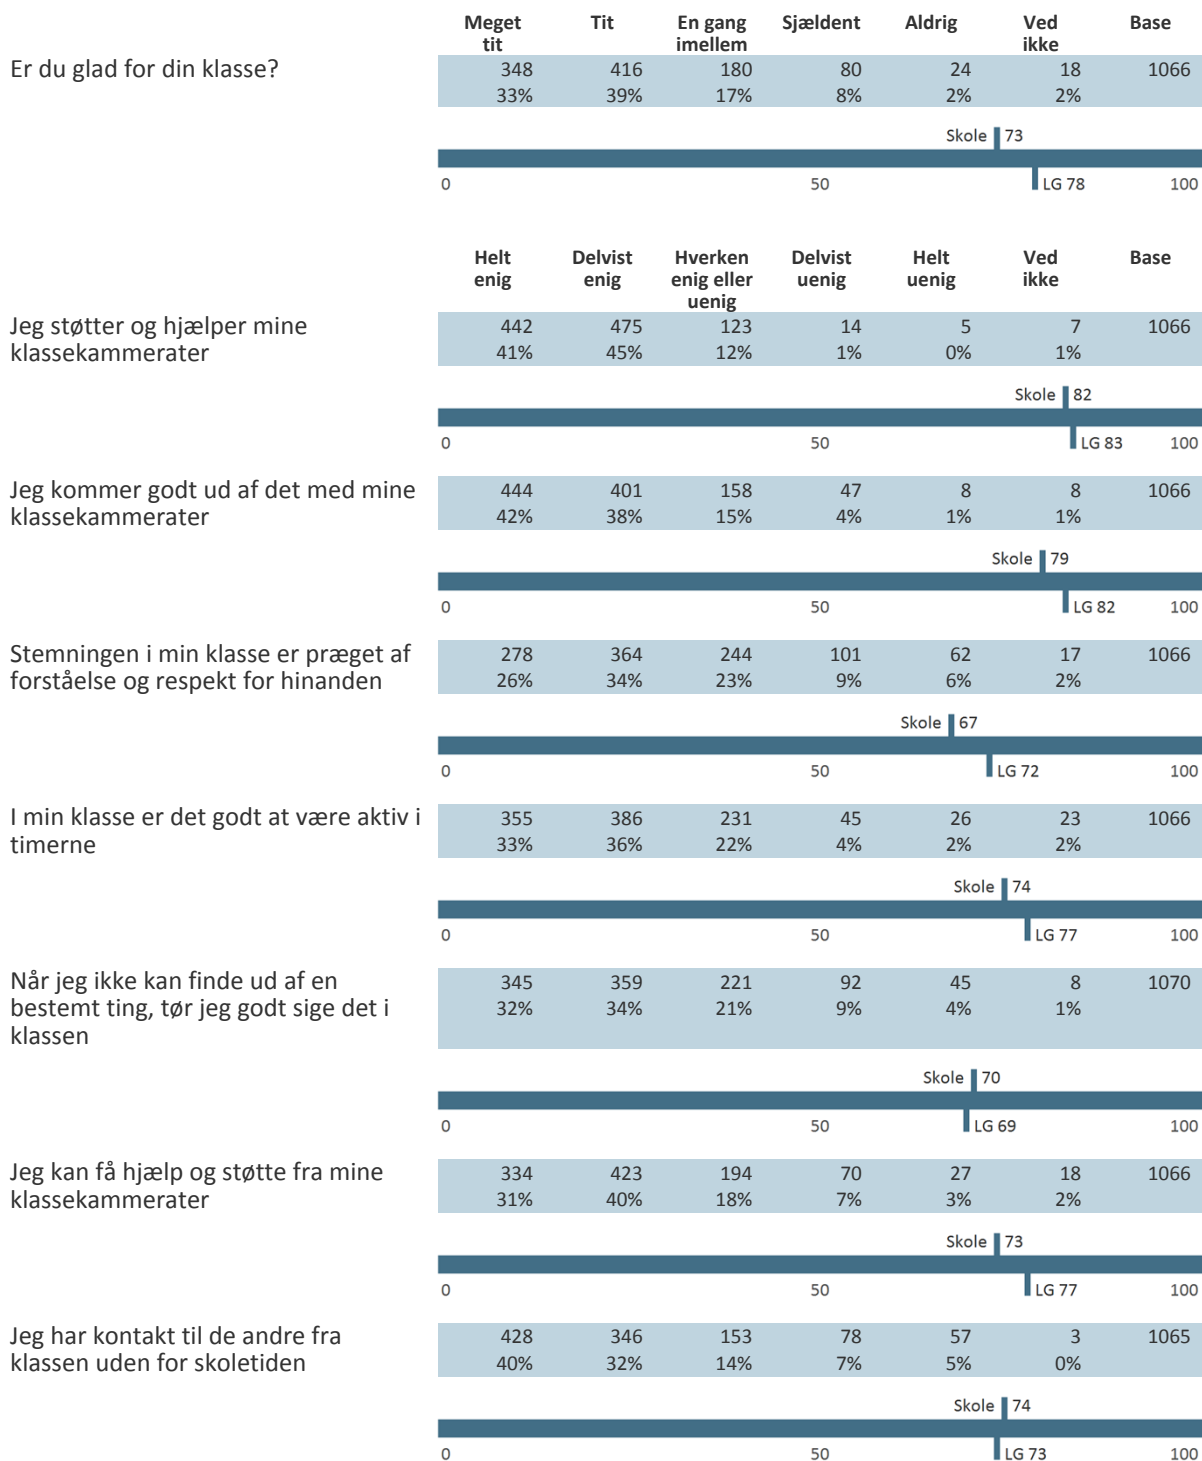 Meget tit Tit En gang imellem Sjældent Aldrig Ved ikke Base
Er du glad for din klasse? 348 416 180 80 24 18 1066
33% 39% 17% 8% 2% 2%
Skole 73
0 50 LG 78 100
Helt enig Delvist enig Hverken enig eller uenig Delvist uenig Helt uenig Ved ikke Base
Jeg støtter og hjælper mine 442 475 123 14 5 7 1066
klassekammerater 41% 45% 12% 1% 0% 1%
Skole 82
0 50 LG 83 100
Jeg kommer godt ud af det med mine 444 401 158 47 8 8 1066
klassekammerater 42% 38% 15% 4% 1% 1%
Skole 79
0 50 LG 82 100
Stemningen i min klasse er præget af 278 364 244 101 62 17 1066
forståelse og respekt for hinanden 26% 34% 23% 9% 6% 2%
Skole 67
0 50 LG 72 100
I min klasse er det godt at være aktiv i 355 386 231 45 26 23 1066
timerne 33% 36% 22% 4% 2% 2%
Skole 74
0 50 LG 77 100
Når jeg ikke kan finde ud af en 345 359 221 92 45 8 1070
bestemt ting, tør jeg godt sige det i 32% 34% 21% 9% 4% 1%
klassen
Skole 70
0 50 LG 69 100
Jeg kan få hjælp og støtte fra mine 334 423 194 70 27 18 1066
klassekammerater 31% 40% 18% 7% 3% 2%
Skole 73
0 50 LG 77 100
Jeg har kontakt til de andre fra 428 346 153 78 57 3 1065
klassen uden for skoletiden 40% 32% 14% 7% 5% 0%
Skole 74
0 50 LG 73 100